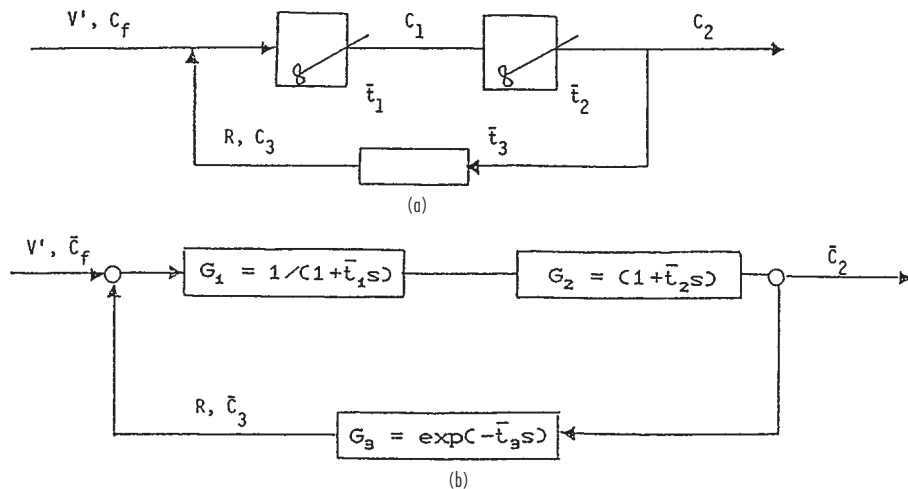 V', C_f
C_1
C_2
t̄_1
t̄_2
R, C_3
t̄_3
(a)
V', C̄_f
G_1 = 1/(1+t̄_1s)
G_2 = (1+t̄_2s)
C̄_2
R, C̄_3
G_3 = exp(-t̄_3s)
(b)